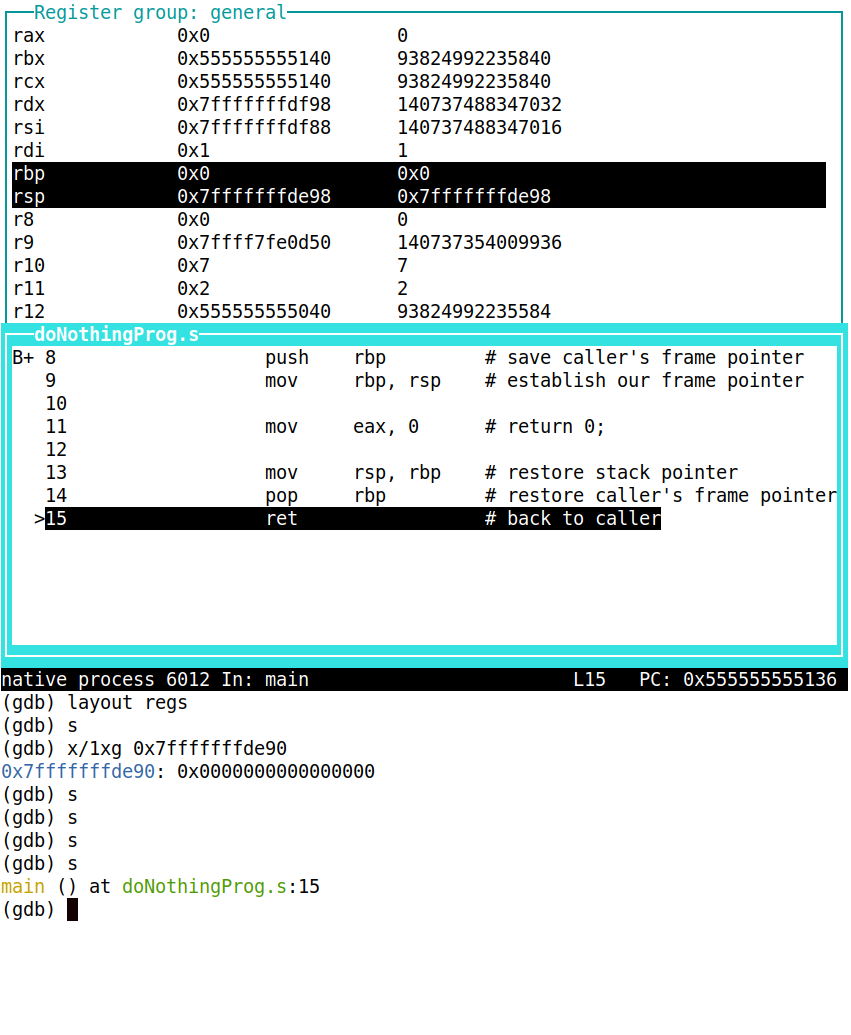 Register group: general
rax 0x0 0
rbx 0x555555555140 93824992235840
rcx 0x555555555140 93824992235840
rdx 0x7fffffffdf98 140737488347032
rsi 0x7fffffffdf88 140737488347016
rdi 0x1 1
rbp 0x0 0x0
rsp 0x7fffffffde98 0x7fffffffde98
r8 0x0 0
r9 0x7ffff7fe0d50 140737354009936
r10 0x7 7
r11 0x2 2
r12 0x555555555040 93824992235584
doNothingProg.s
B+ 8 push rbp # save caller's frame pointer
9 mov rbp, rsp # establish our frame pointer
10
11 mov eax, 0 # return 0;
12
13 mov rsp, rbp # restore stack pointer
14 pop rbp # restore caller's frame pointer
>15 ret # back to caller
native process 6012 In: main L15 PC: 0x555555555136
(gdb) layout regs
(gdb) s
(gdb) x/1xg 0x7fffffffde90
0x7fffffffde90: 0x0000000000000000
(gdb) s
(gdb) s
(gdb) s
(gdb) s
main () at doNothingProg.s:15
(gdb)